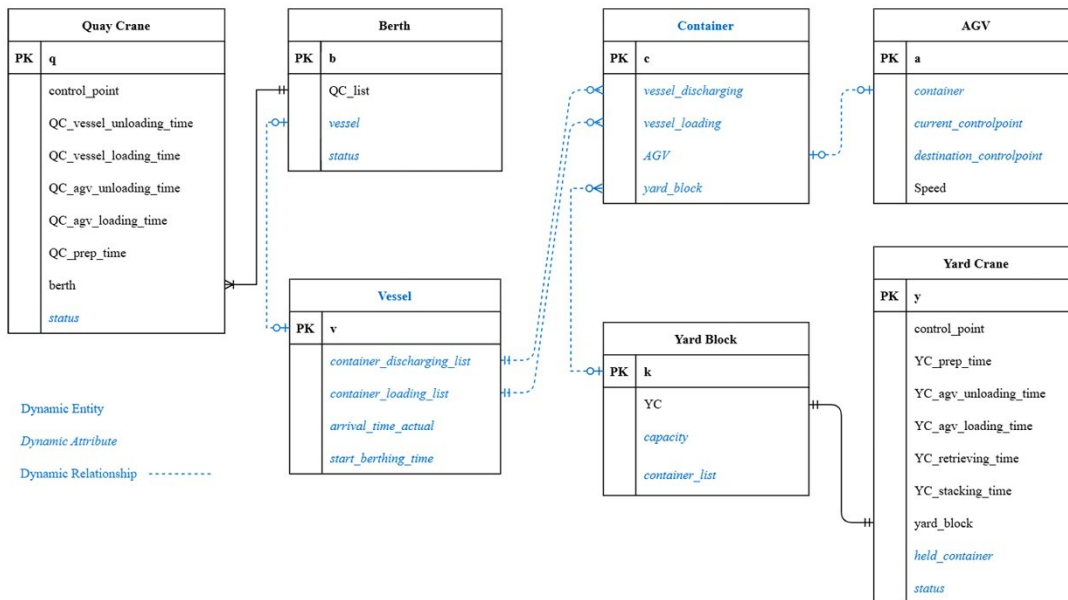 Quay Crane
PK q
control_point
QC_vessel_unloading_time
QC_vessel_loading_time
QC_agv_unloading_time
QC_agv_loading_time
QC_prep_time
berth
status
Berth
PK b
QC_list
vessel
status
Vessel
PK v
container_discharging_list
container_loading_list
arrival_time_actual
start_berthing_time
Container
PK c
vessel_discharging
vessel_loading
AGV
yard_block
Yard Block
PK k
YC
capacity
container_list
AGV
PK a
container
current_controlpoint
destination_controlpoint
Speed
Yard Crane
PK y
control_point
YC_prep_time
YC_agv_unloading_time
YC_agv_loading_time
YC_retrieving_time
YC_stacking_time
yard_block
held_container
status
Dynamic Entity
Dynamic Attribute
Dynamic Relationship